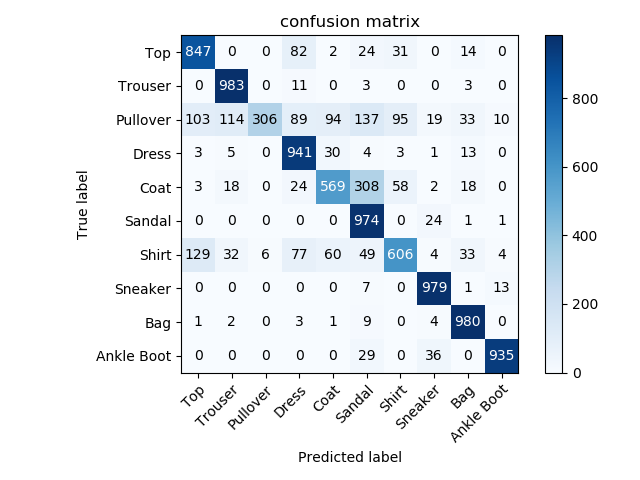 confusion matrix
Top 847 0 0 82 2 24 31 0 14 0
Trouser 0 983 0 11 0 3 0 0 3 0
Pullover 103 114 306 89 94 137 95 19 33 10
Dress 3 5 0 941 30 4 3 1 13 0
Coat 3 18 0 24 569 308 58 2 18 0
Sandal 0 0 0 0 0 974 0 24 1 1
Shirt 129 32 6 77 60 49 606 4 33 4
Sneaker 0 0 0 0 0 7 0 979 1 13
Bag 1 2 0 3 1 9 0 4 980 0
Ankle Boot 0 0 0 0 0 29 0 36 0 935
True label
Top Trouser Pullover Dress Coat Sandal Shirt Sneaker Bag Ankle Boot
Predicted label
800
600
400
200
0